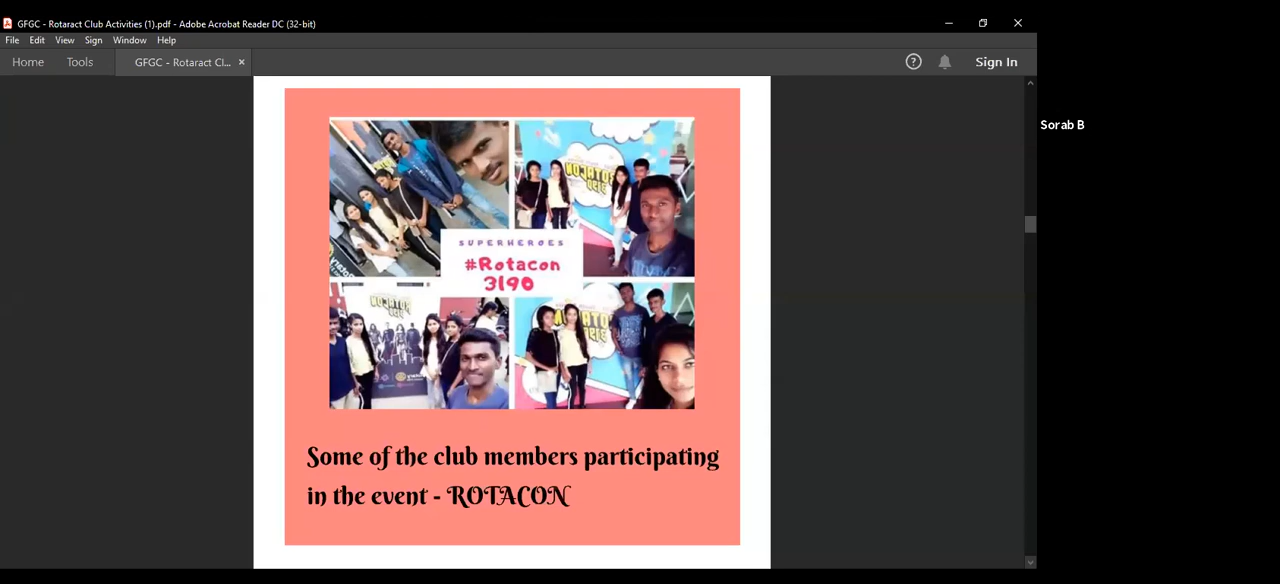 GFGC - Rotaract Club Activities (1).pdf - Adobe Acrobat Reader DC (32-bit)
File Edit View Sign Window Help
Home Tools GFGC - Rotaract Cl... × Sign In
Sorab B
SUPERHEROES
#Rotacon
3190
Some of the club members participating
in the event - ROTACON